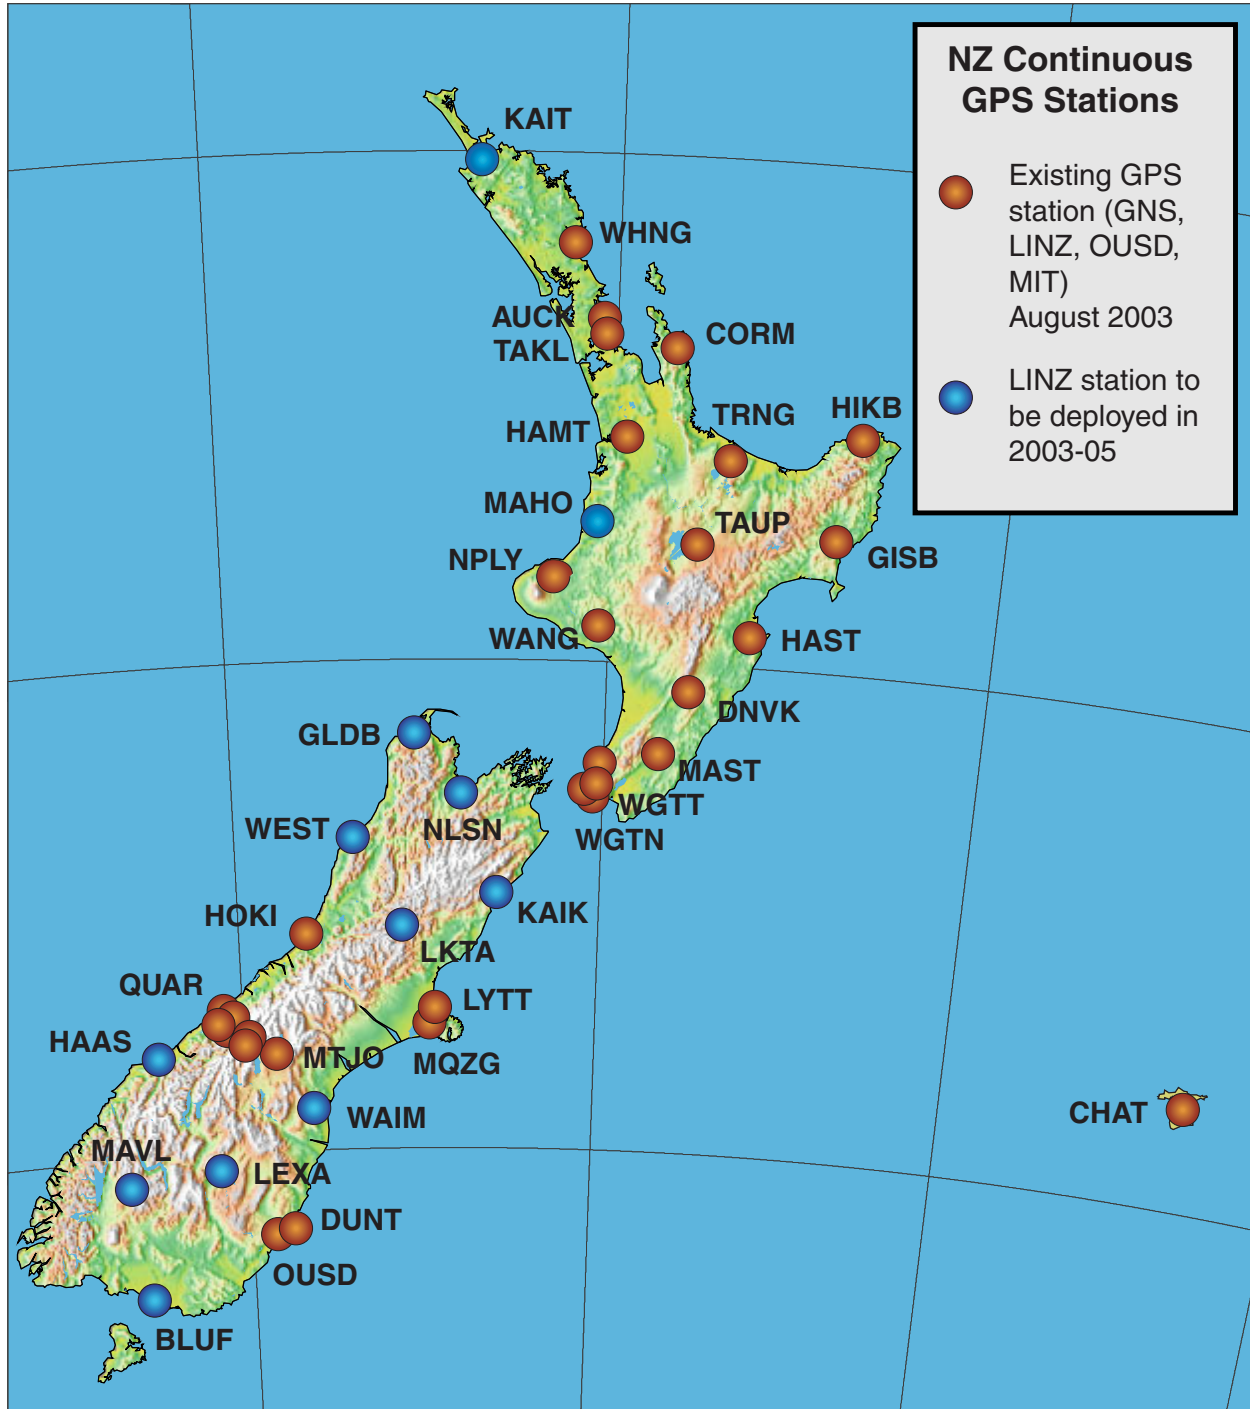 NZ Continuous
GPS Stations
Existing GPS
station (GNS,
LINZ, OUSD,
MIT)
August 2003
LINZ station to
be deployed in
2003-05
KAIT
WHNG
AUCK
TAKL
CORM
HAMT
TRNG
HIKB
MAHO
TAUP
NPLY
GISB
WANG
HAST
DNVK
GLDB
MAST
WGTT
WEST
NLSN
WGTN
HOKI
KAIK
LKTA
QUAR
LYTT
HAAS
MTJO
MQZG
WAIM
CHAT
MAVL
LEXA
DUNT
OUSD
BLUF